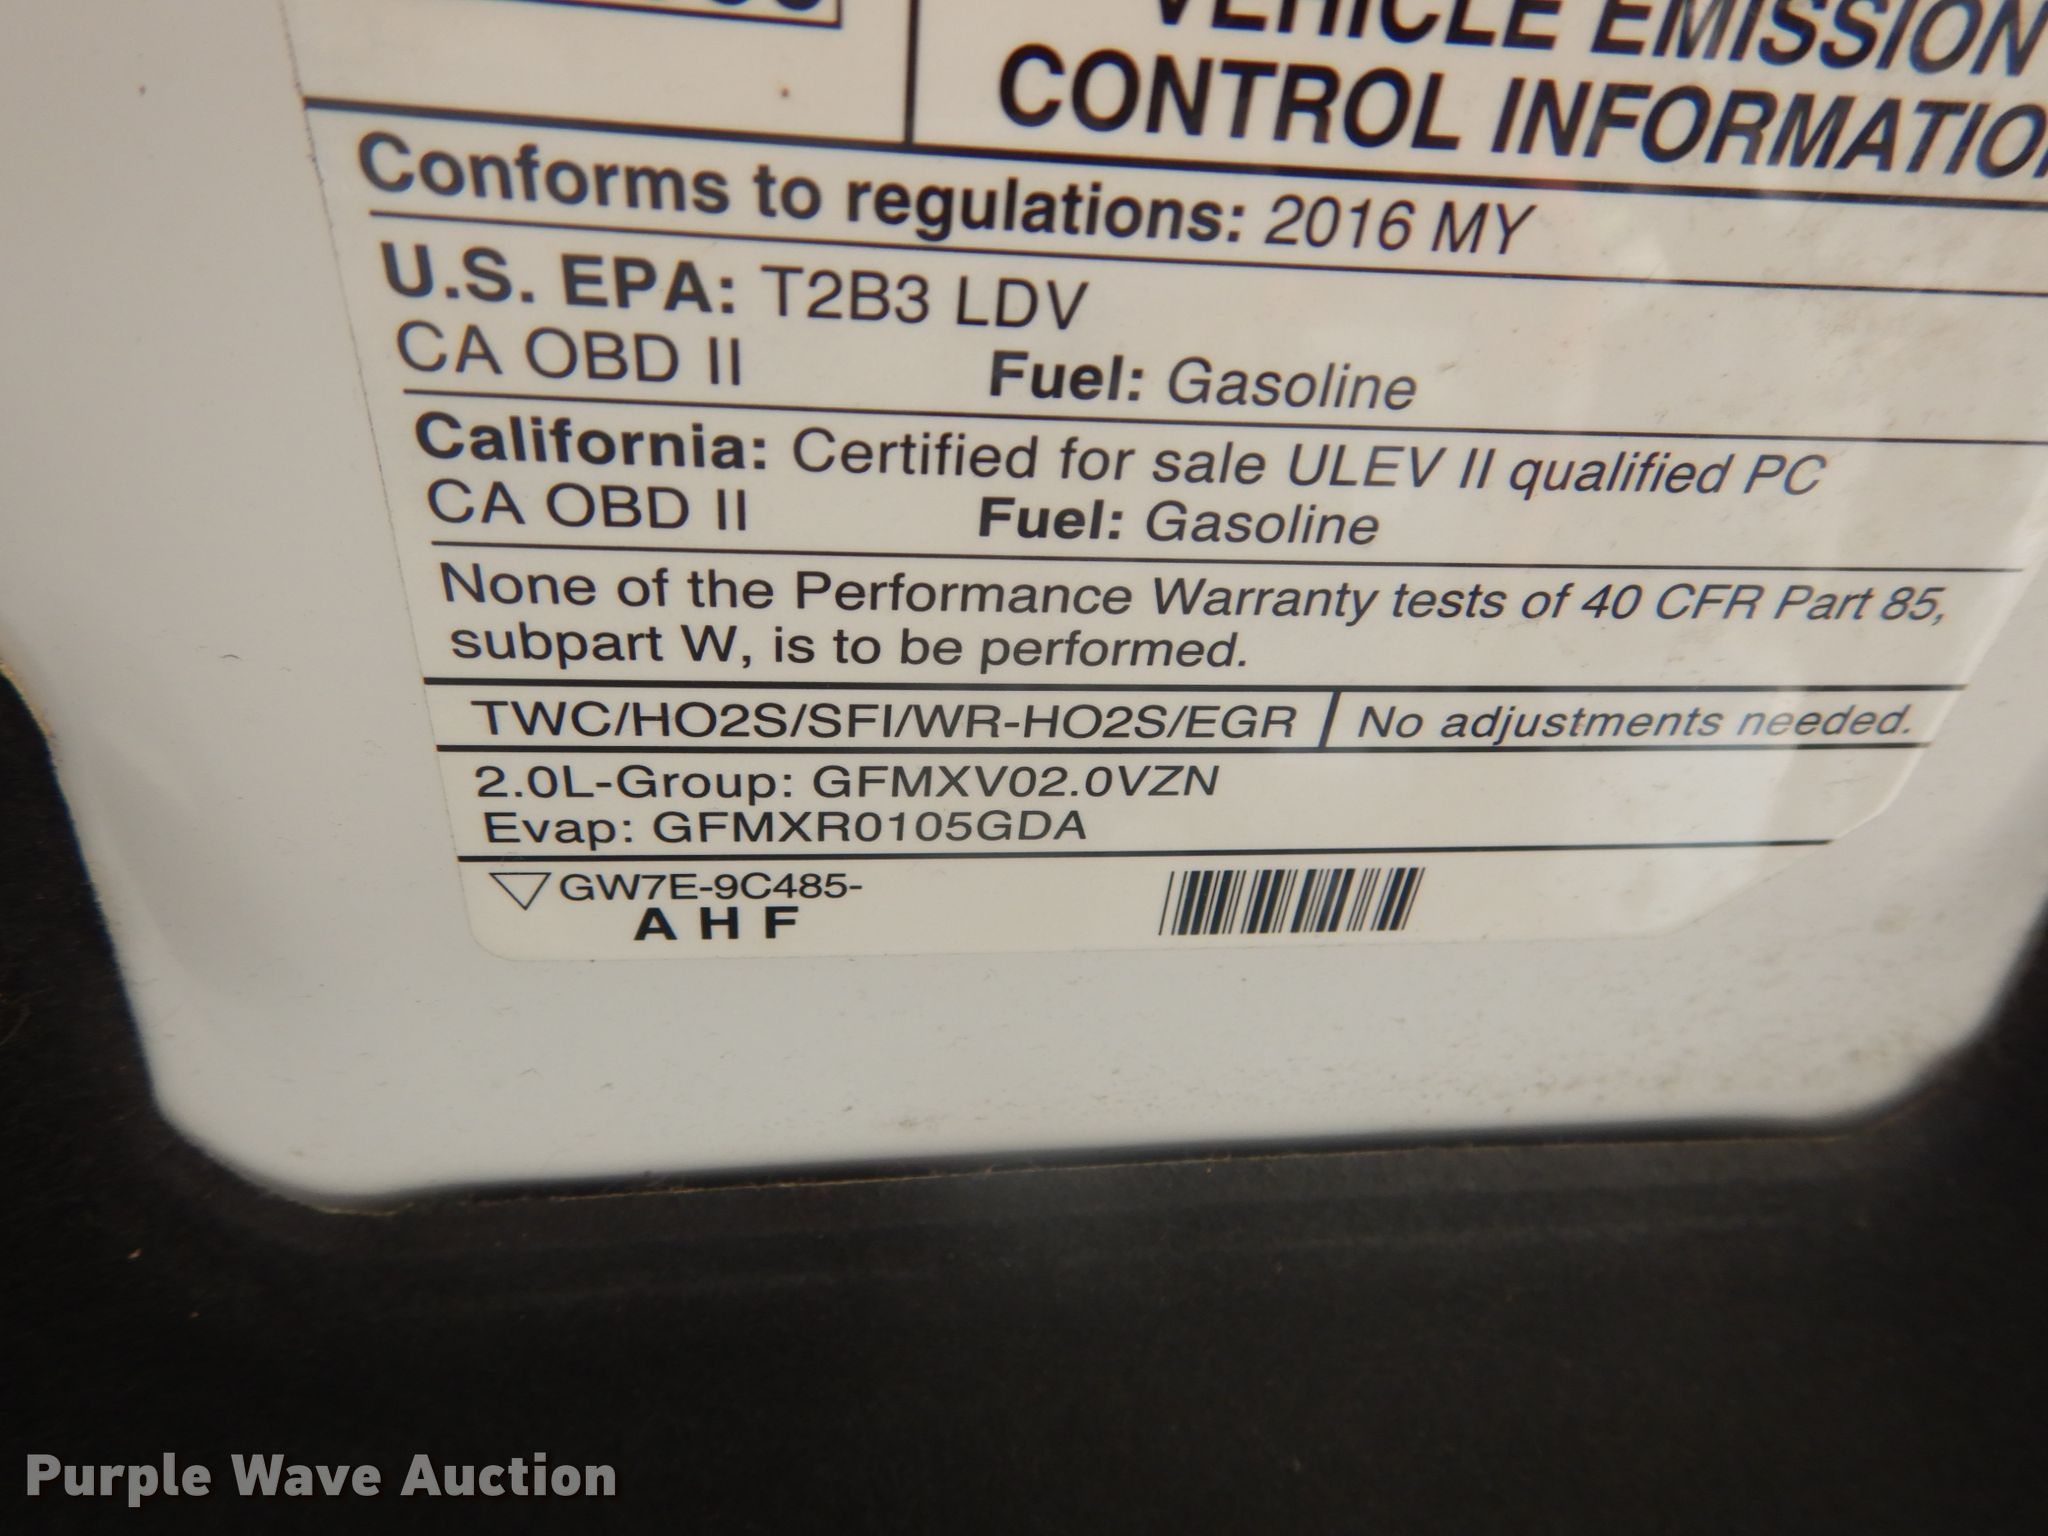 VEHICLE EMISSION
CONTROL INFORMATION
Conforms to regulations: 2016 MY
U.S. EPA: T2B3 LDV
CA OBD II Fuel: Gasoline
California: Certified for sale ULEV II qualified PC
CA OBD II Fuel: Gasoline
None of the Performance Warranty tests of 40 CFR Part 85,
subpart W, is to be performed.
TWC/HO2S/SFI/WR-HO2S/EGR No adjustments needed.
2.0L-Group: GFMXV02.0VZN
Evap: GFMXR0105GDA
GW7E-9C485-
A H F
Purple Wave Auction